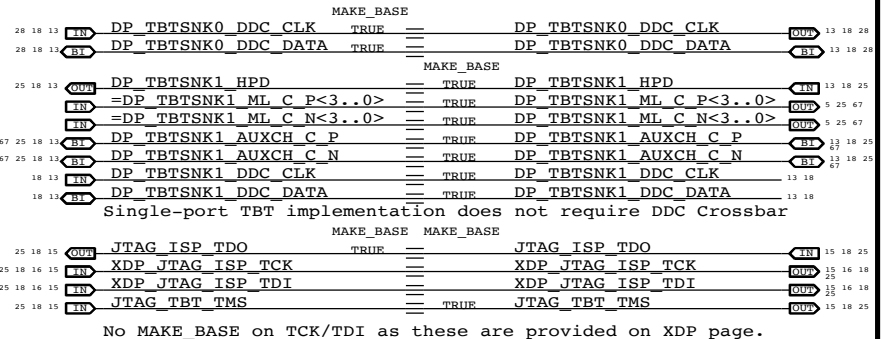 MAKE_BASE
28 18 13 IN DP_TBTSNK0_DDC_CLK TRUE DP_TBTSNK0_DDC_CLK OUT 13 18 28
28 18 13 BI DP_TBTSNK0_DDC_DATA TRUE DP_TBTSNK0_DDC_DATA BI 13 18 28
MAKE_BASE
25 18 13 OUT DP_TBTSNK1_HPD TRUE DP_TBTSNK1_HPD IN 13 18 25
IN =DP_TBTSNK1_ML_C_P<3..0> TRUE DP_TBTSNK1_ML_C_P<3..0> OUT 5 25 67
IN =DP_TBTSNK1_ML_C_N<3..0> TRUE DP_TBTSNK1_ML_C_N<3..0> OUT 5 25 67
67 25 18 13 BI DP_TBTSNK1_AUXCH_C_P TRUE DP_TBTSNK1_AUXCH_C_P BI 13 18 25
67
67 25 18 13 BI DP_TBTSNK1_AUXCH_C_N TRUE DP_TBTSNK1_AUXCH_C_N BI 13 18 25
67
18 13 IN DP_TBTSNK1_DDC_CLK TRUE DP_TBTSNK1_DDC_CLK 13 18
18 13 BI DP_TBTSNK1_DDC_DATA TRUE DP_TBTSNK1_DDC_DATA 13 18
Single-port TBT implementation does not require DDC Crossbar
MAKE_BASE MAKE_BASE
25 18 15 OUT JTAG_ISP_TDO TRUE JTAG_ISP_TDO IN 15 18 25
25 18 16 15 IN XDP_JTAG_ISP_TCK XDP_JTAG_ISP_TCK OUT 15 16 18
25
25 18 16 15 IN XDP_JTAG_ISP_TDI XDP_JTAG_ISP_TDI OUT 15 16 18
25
25 18 15 IN JTAG_TBT_TMS TRUE JTAG_TBT_TMS OUT 15 18 25
No MAKE_BASE on TCK/TDI as these are provided on XDP page.